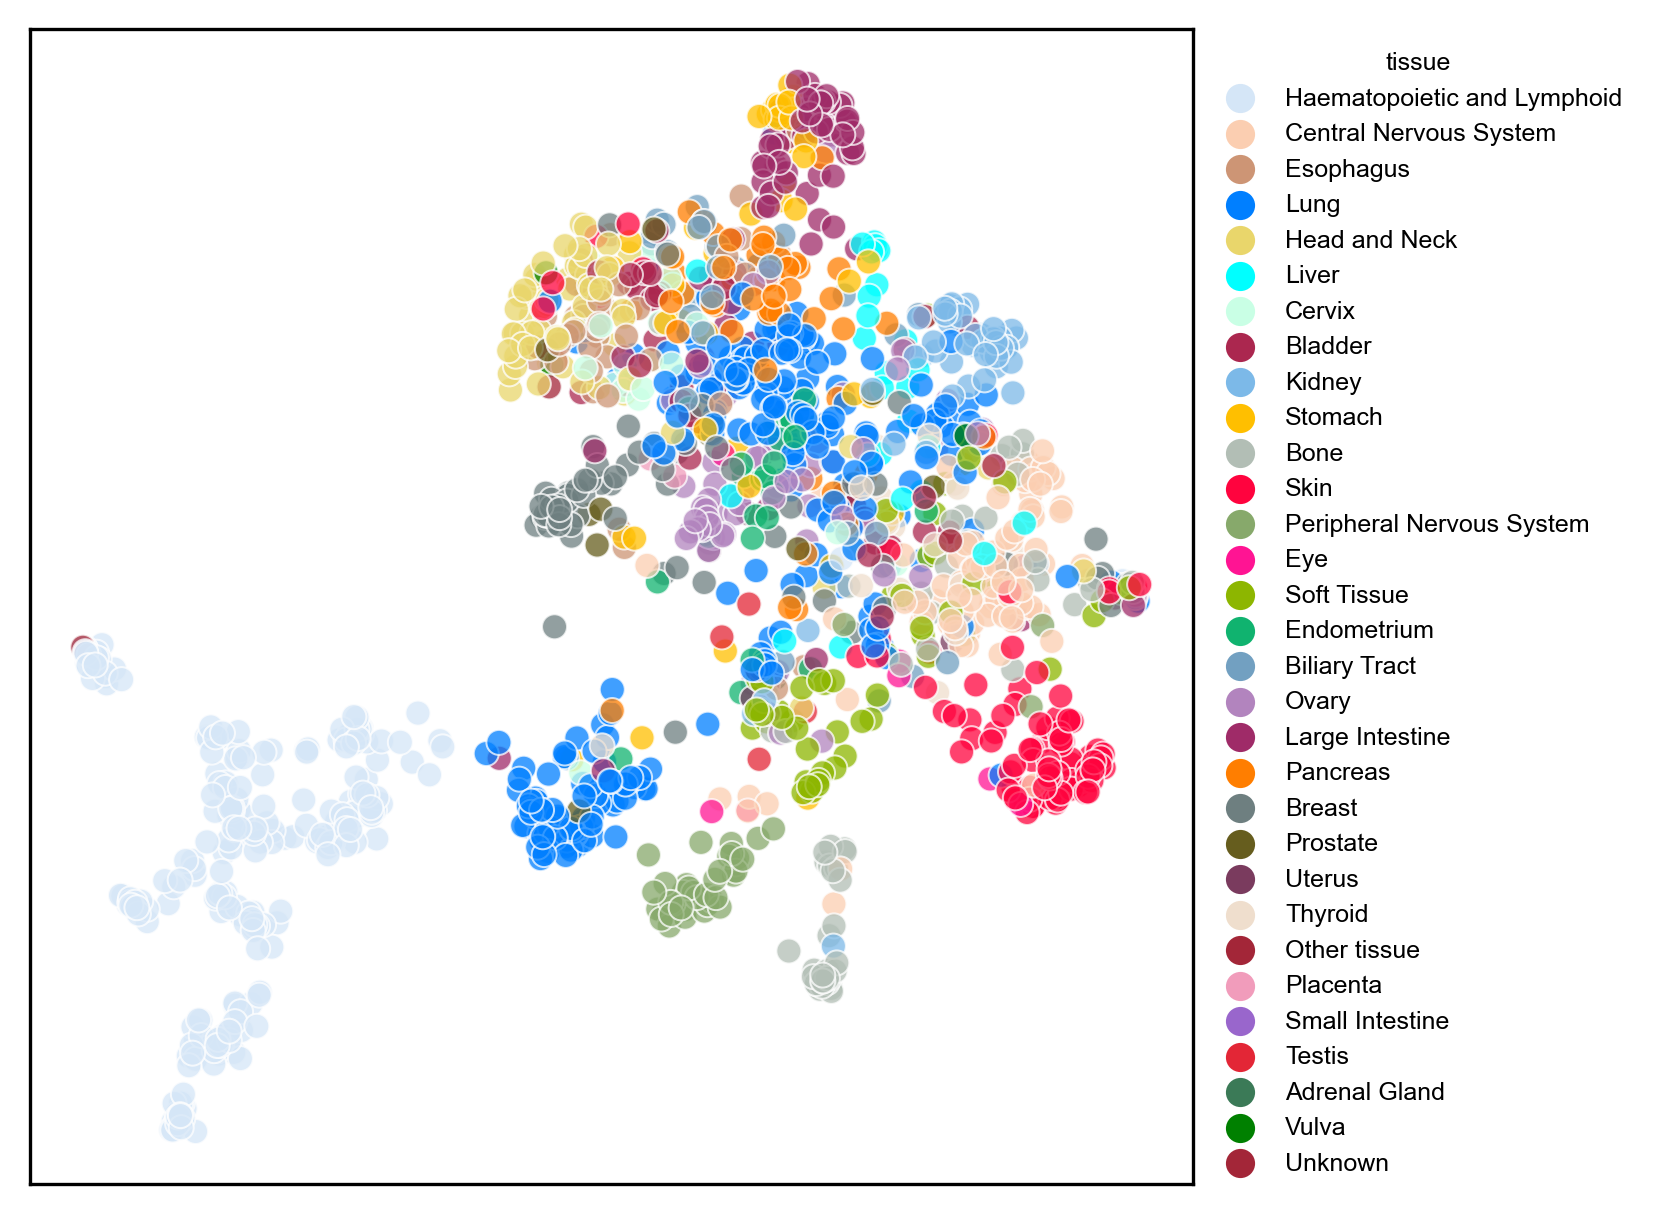 tissue
Haematopoietic and Lymphoid
Central Nervous System
Esophagus
Lung
Head and Neck
Liver
Cervix
Bladder
Kidney
Stomach
Bone
Skin
Peripheral Nervous System
Eye
Soft Tissue
Endometrium
Biliary Tract
Ovary
Large Intestine
Pancreas
Breast
Prostate
Uterus
Thyroid
Other tissue
Placenta
Small Intestine
Testis
Adrenal Gland
Vulva
Unknown